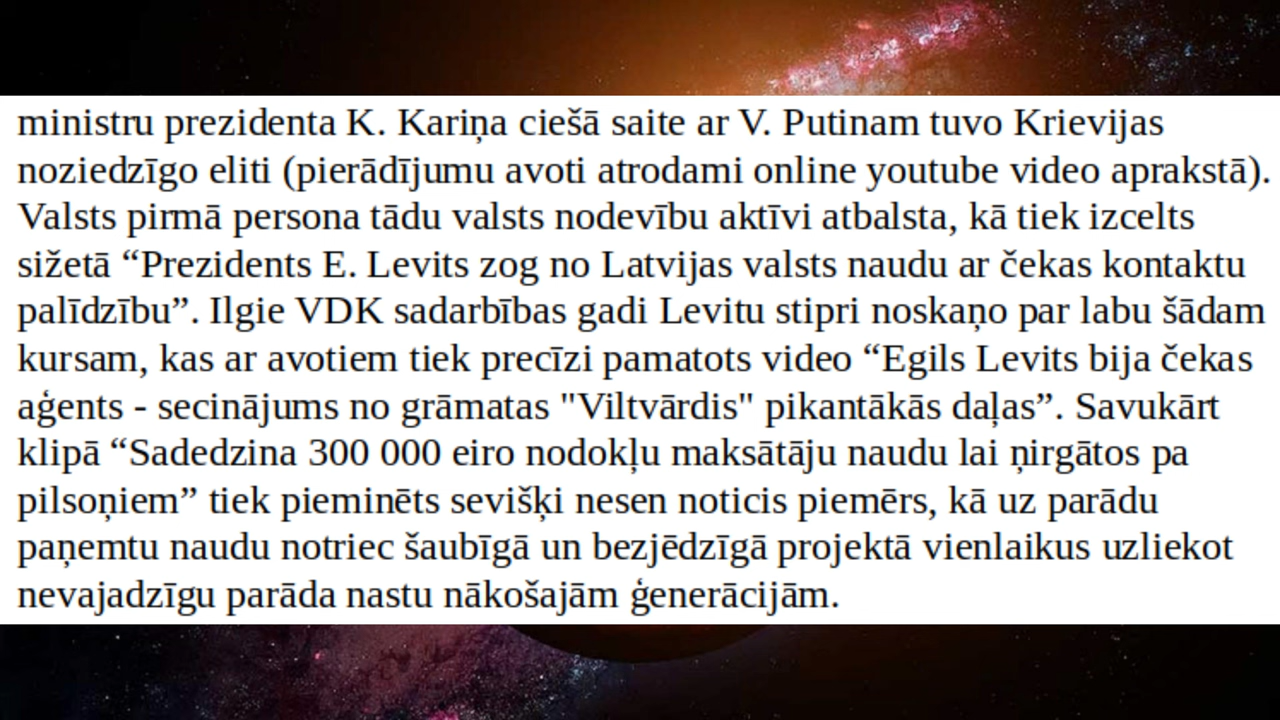 ministru prezidenta K. Kariņa ciešā saite ar V. Putinam tuvo Krievijas
noziedzīgo eliti (pierādījumu avoti atrodami online youtube video aprakstā).
Valsts pirmā persona tādu valsts nodevību aktīvi atbalsta, kā tiek izcelts
sižetā “Prezidents E. Levits zog no Latvijas valsts naudu ar čekas kontaktu
palīdzību”. Ilgie VDK sadarbības gadi Levitu stipri noskaņo par labu šādam
kursam, kas ar avotiem tiek precīzi pamatots video “Egils Levits bija čekas
aģents - secinājums no grāmatas "Viltvārdis" pikantākās daļas”. Savukārt
klipā “Sadedzina 300 000 eiro nodokļu maksātāju naudu lai ņirgātos pa
pilsoņiem” tiek pieminēts sevišķi nesen noticis piemērs, kā uz parādu
paņemtu naudu notriec šaubīgā un bezjēdzīgā projektā vienlaikus uzliekot
nevajadzīgu parāda nastu nākošajām ģenerācijām.